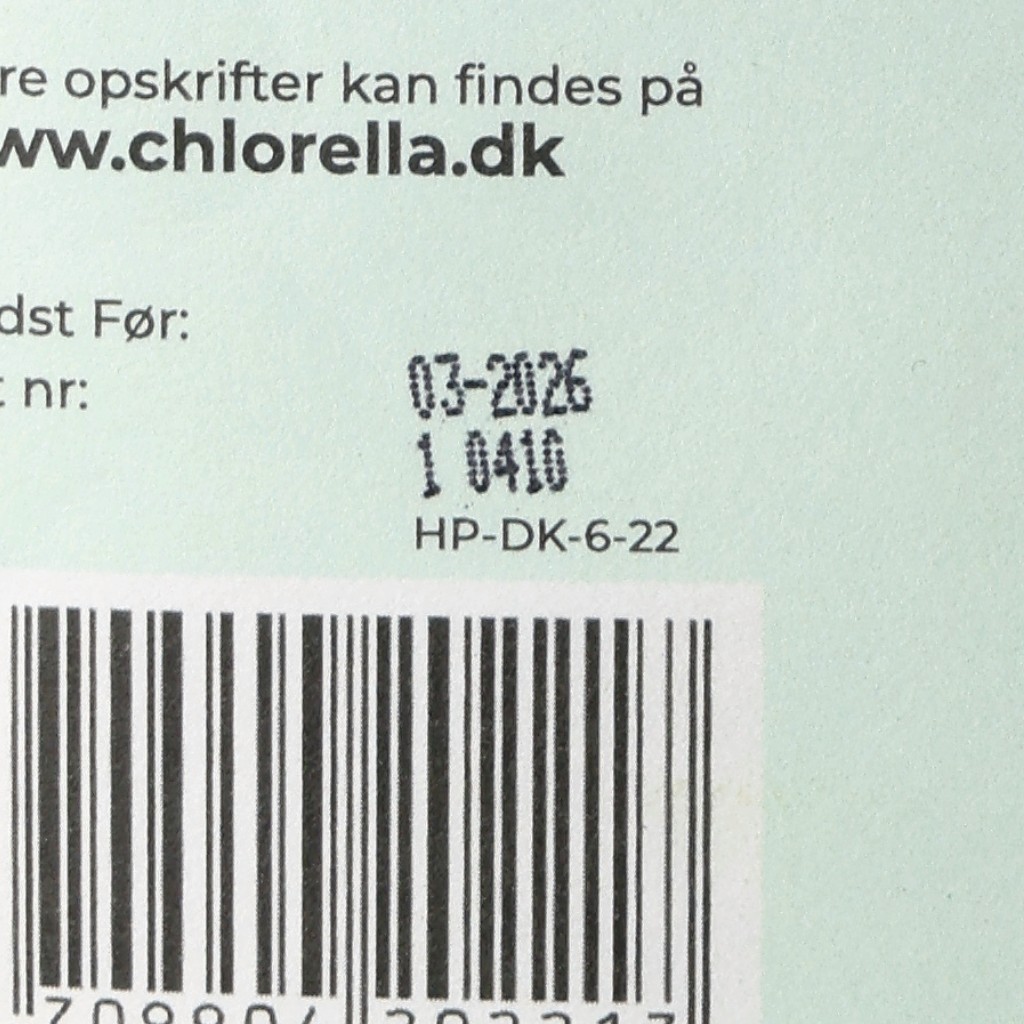 re opskrifter kan findes på
ww.chlorella.dk
dst Før:
03-2026
t nr:
1 0410
HP-DK-6-22